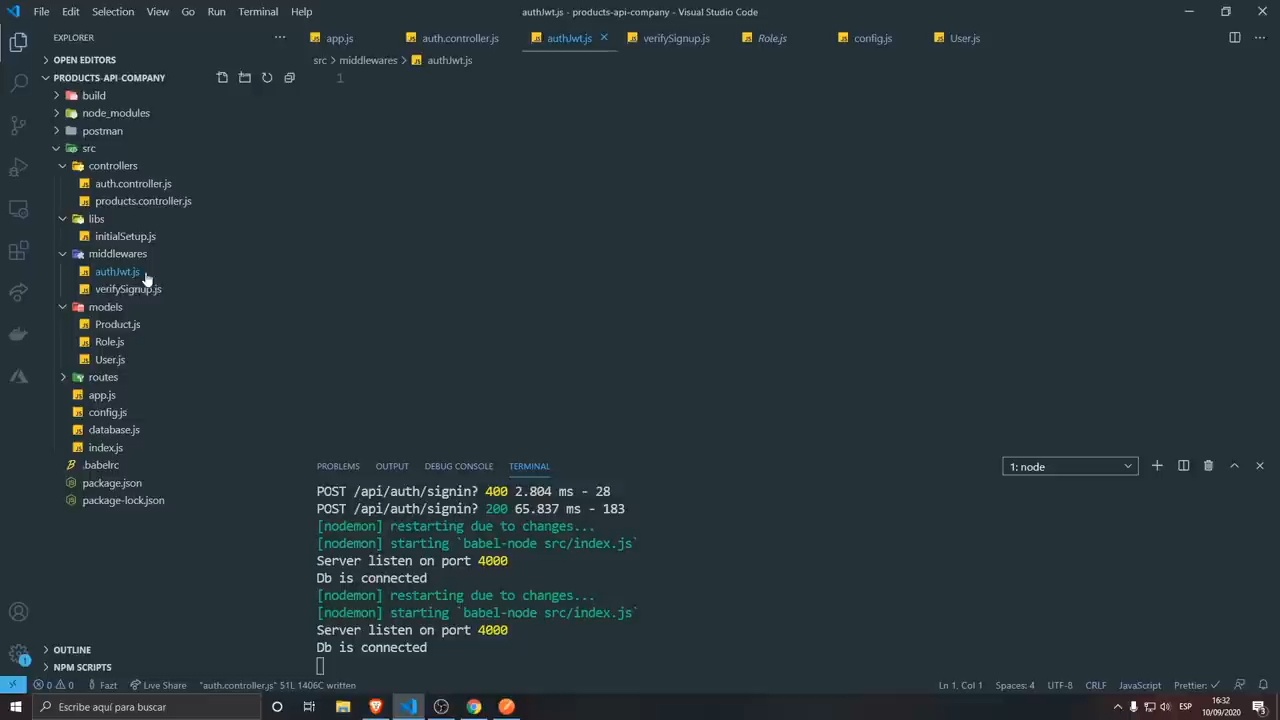 File Edit Selection View Go Run Terminal Help
authJwt.js - products-api-company - Visual Studio Code
EXPLORER
app.js auth.controller.js authJwt.js verifySignup.js Role.js config.js User.js
OPEN EDITORS
src > middlewares > authJwt.js
PRODUCTS-API-COMPANY
1
build
node_modules
postman
src
controllers
auth.controller.js
products.controller.js
libs
initialSetup.js
middlewares
authJwt.js
verifySignup.js
models
Product.js
Role.js
User.js
routes
app.js
config.js
database.js
index.js
.babelrc
package.json
package-lock.json
PROBLEMS OUTPUT DEBUG CONSOLE TERMINAL
1: node
POST /api/auth/signin? 400 2.804 ms - 28
POST /api/auth/signin? 200 65.837 ms - 183
[nodemon] restarting due to changes...
[nodemon] starting `babel-node src/index.js`
Server listen on port 4000
Db is connected
[nodemon] restarting due to changes...
[nodemon] starting `babel-node src/index.js`
Server listen on port 4000
Db is connected
OUTLINE
NPM SCRIPTS
1
0 0 Fazt Live Share "auth.controller.js" 51L 1406C written
Ln 1, Col 1 Spaces: 4 UTF-8 CRLF JavaScript Prettier: ✓
Escribe aquí para buscar
ESP
16:32
10/09/2020
3